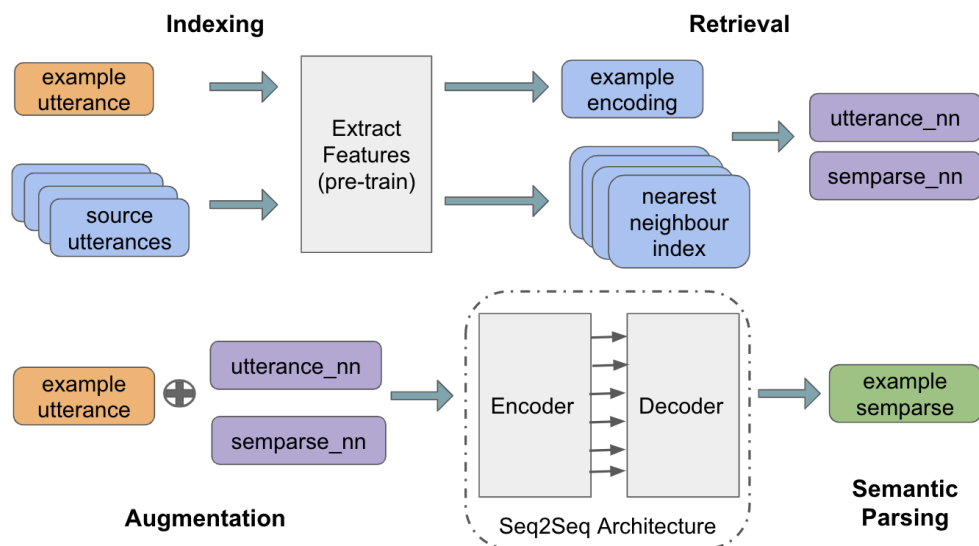 Indexing
Retrieval
example
utterance
Extract
Features
(pre-train)
example
encoding
utterance_nn
semparse_nn
source
utterances
nearest
neighbour
index
example
utterance
utterance_nn
semparse_nn
Encoder
Decoder
example
semparse
Augmentation
Seq2Seq Architecture
Semantic
Parsing